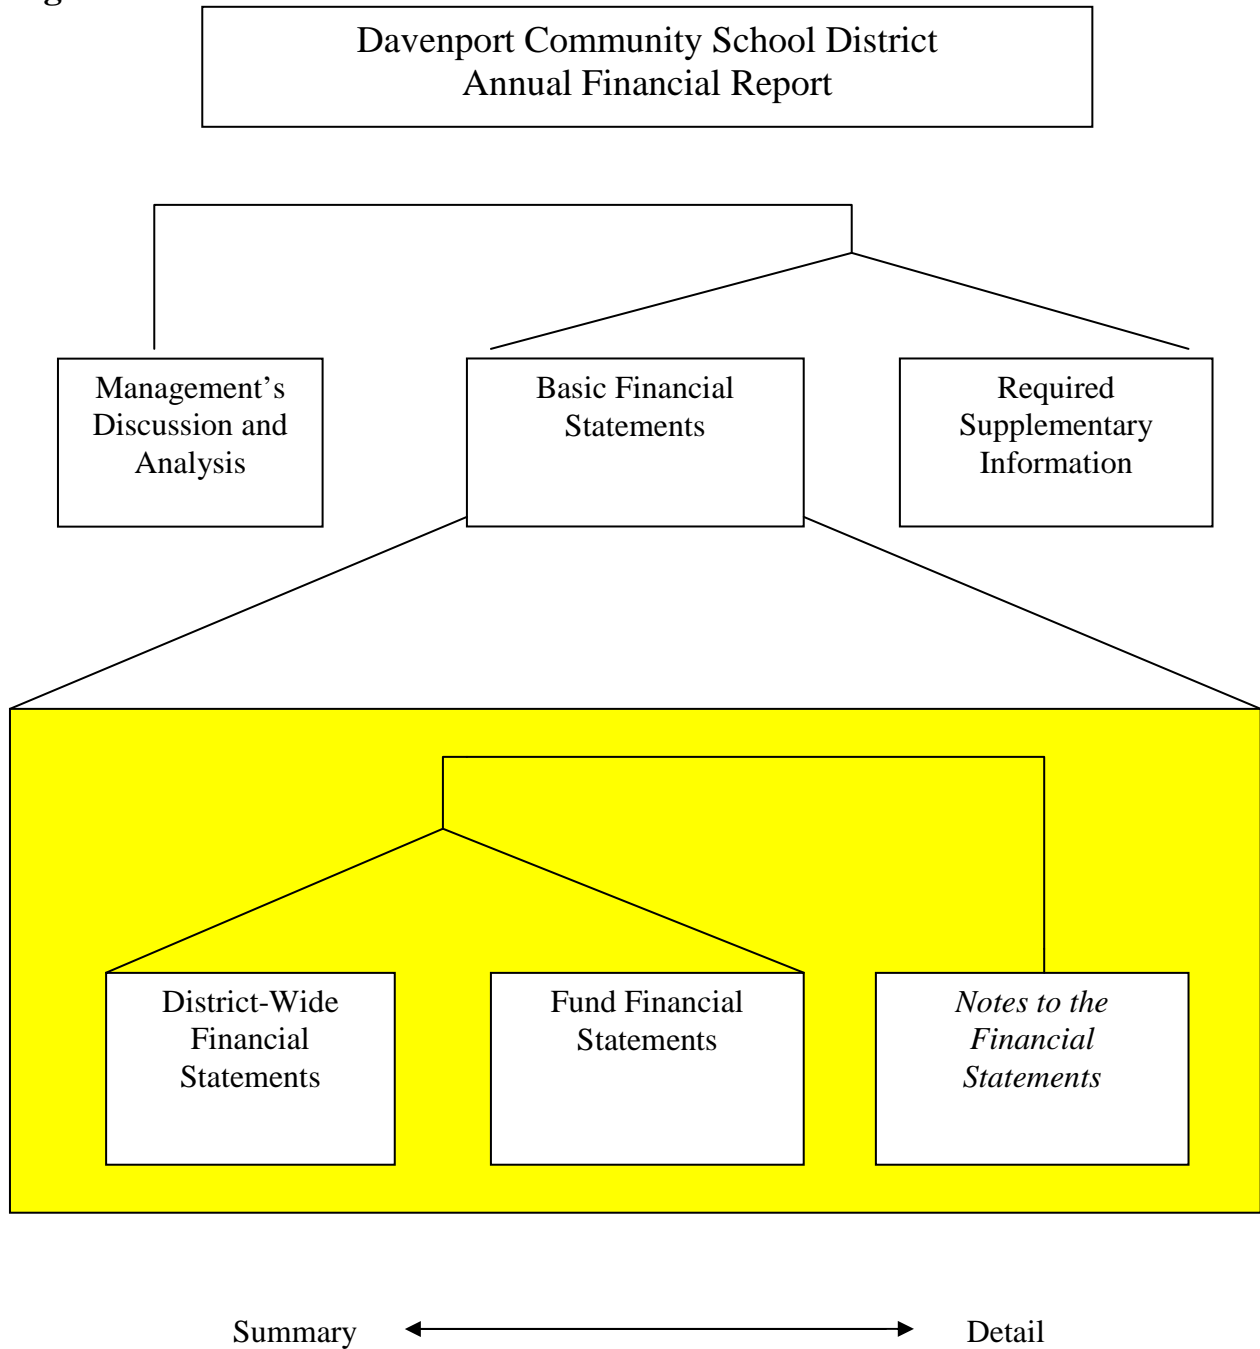 Davenport Community School District
Annual Financial Report
Management’s
Discussion and
Analysis
Basic Financial
Statements
Required
Supplementary
Information
District-Wide
Financial
Statements
Fund Financial
Statements
Notes to the
Financial
Statements
Summary
Detail